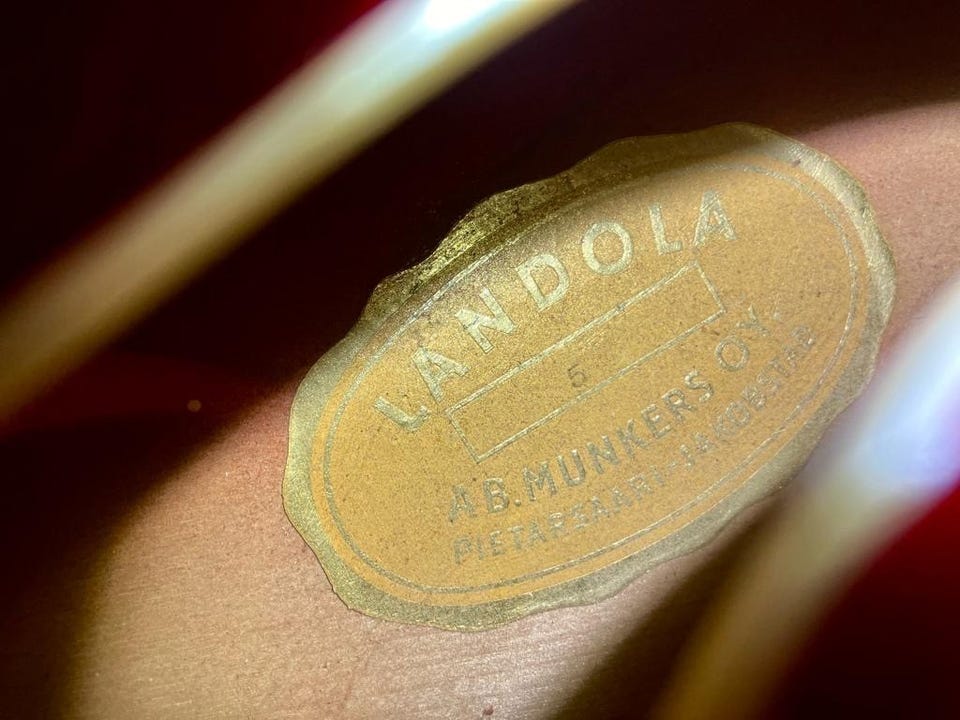 LANDOLA
5
AB. MUNKERS OY.
PIETARSAARI-JAKOBSTAD